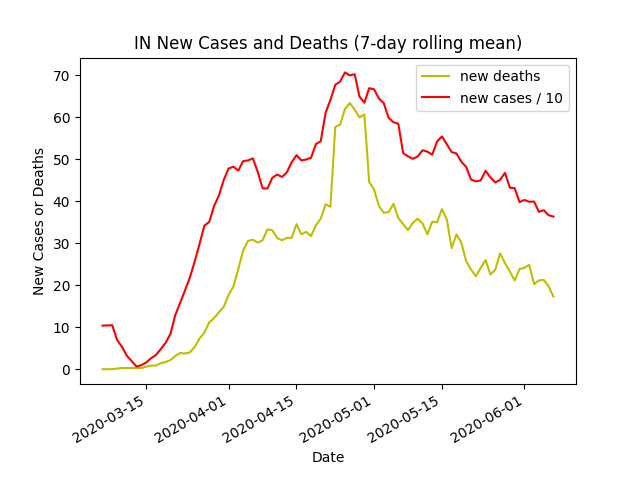 IN New Cases and Deaths (7-day rolling mean)
new deaths
new cases / 10
70
60
50
40
30
20
10
0
New Cases or Deaths
2020-03-15
2020-04-01
2020-04-15
2020-05-01
2020-05-15
2020-06-01
Date